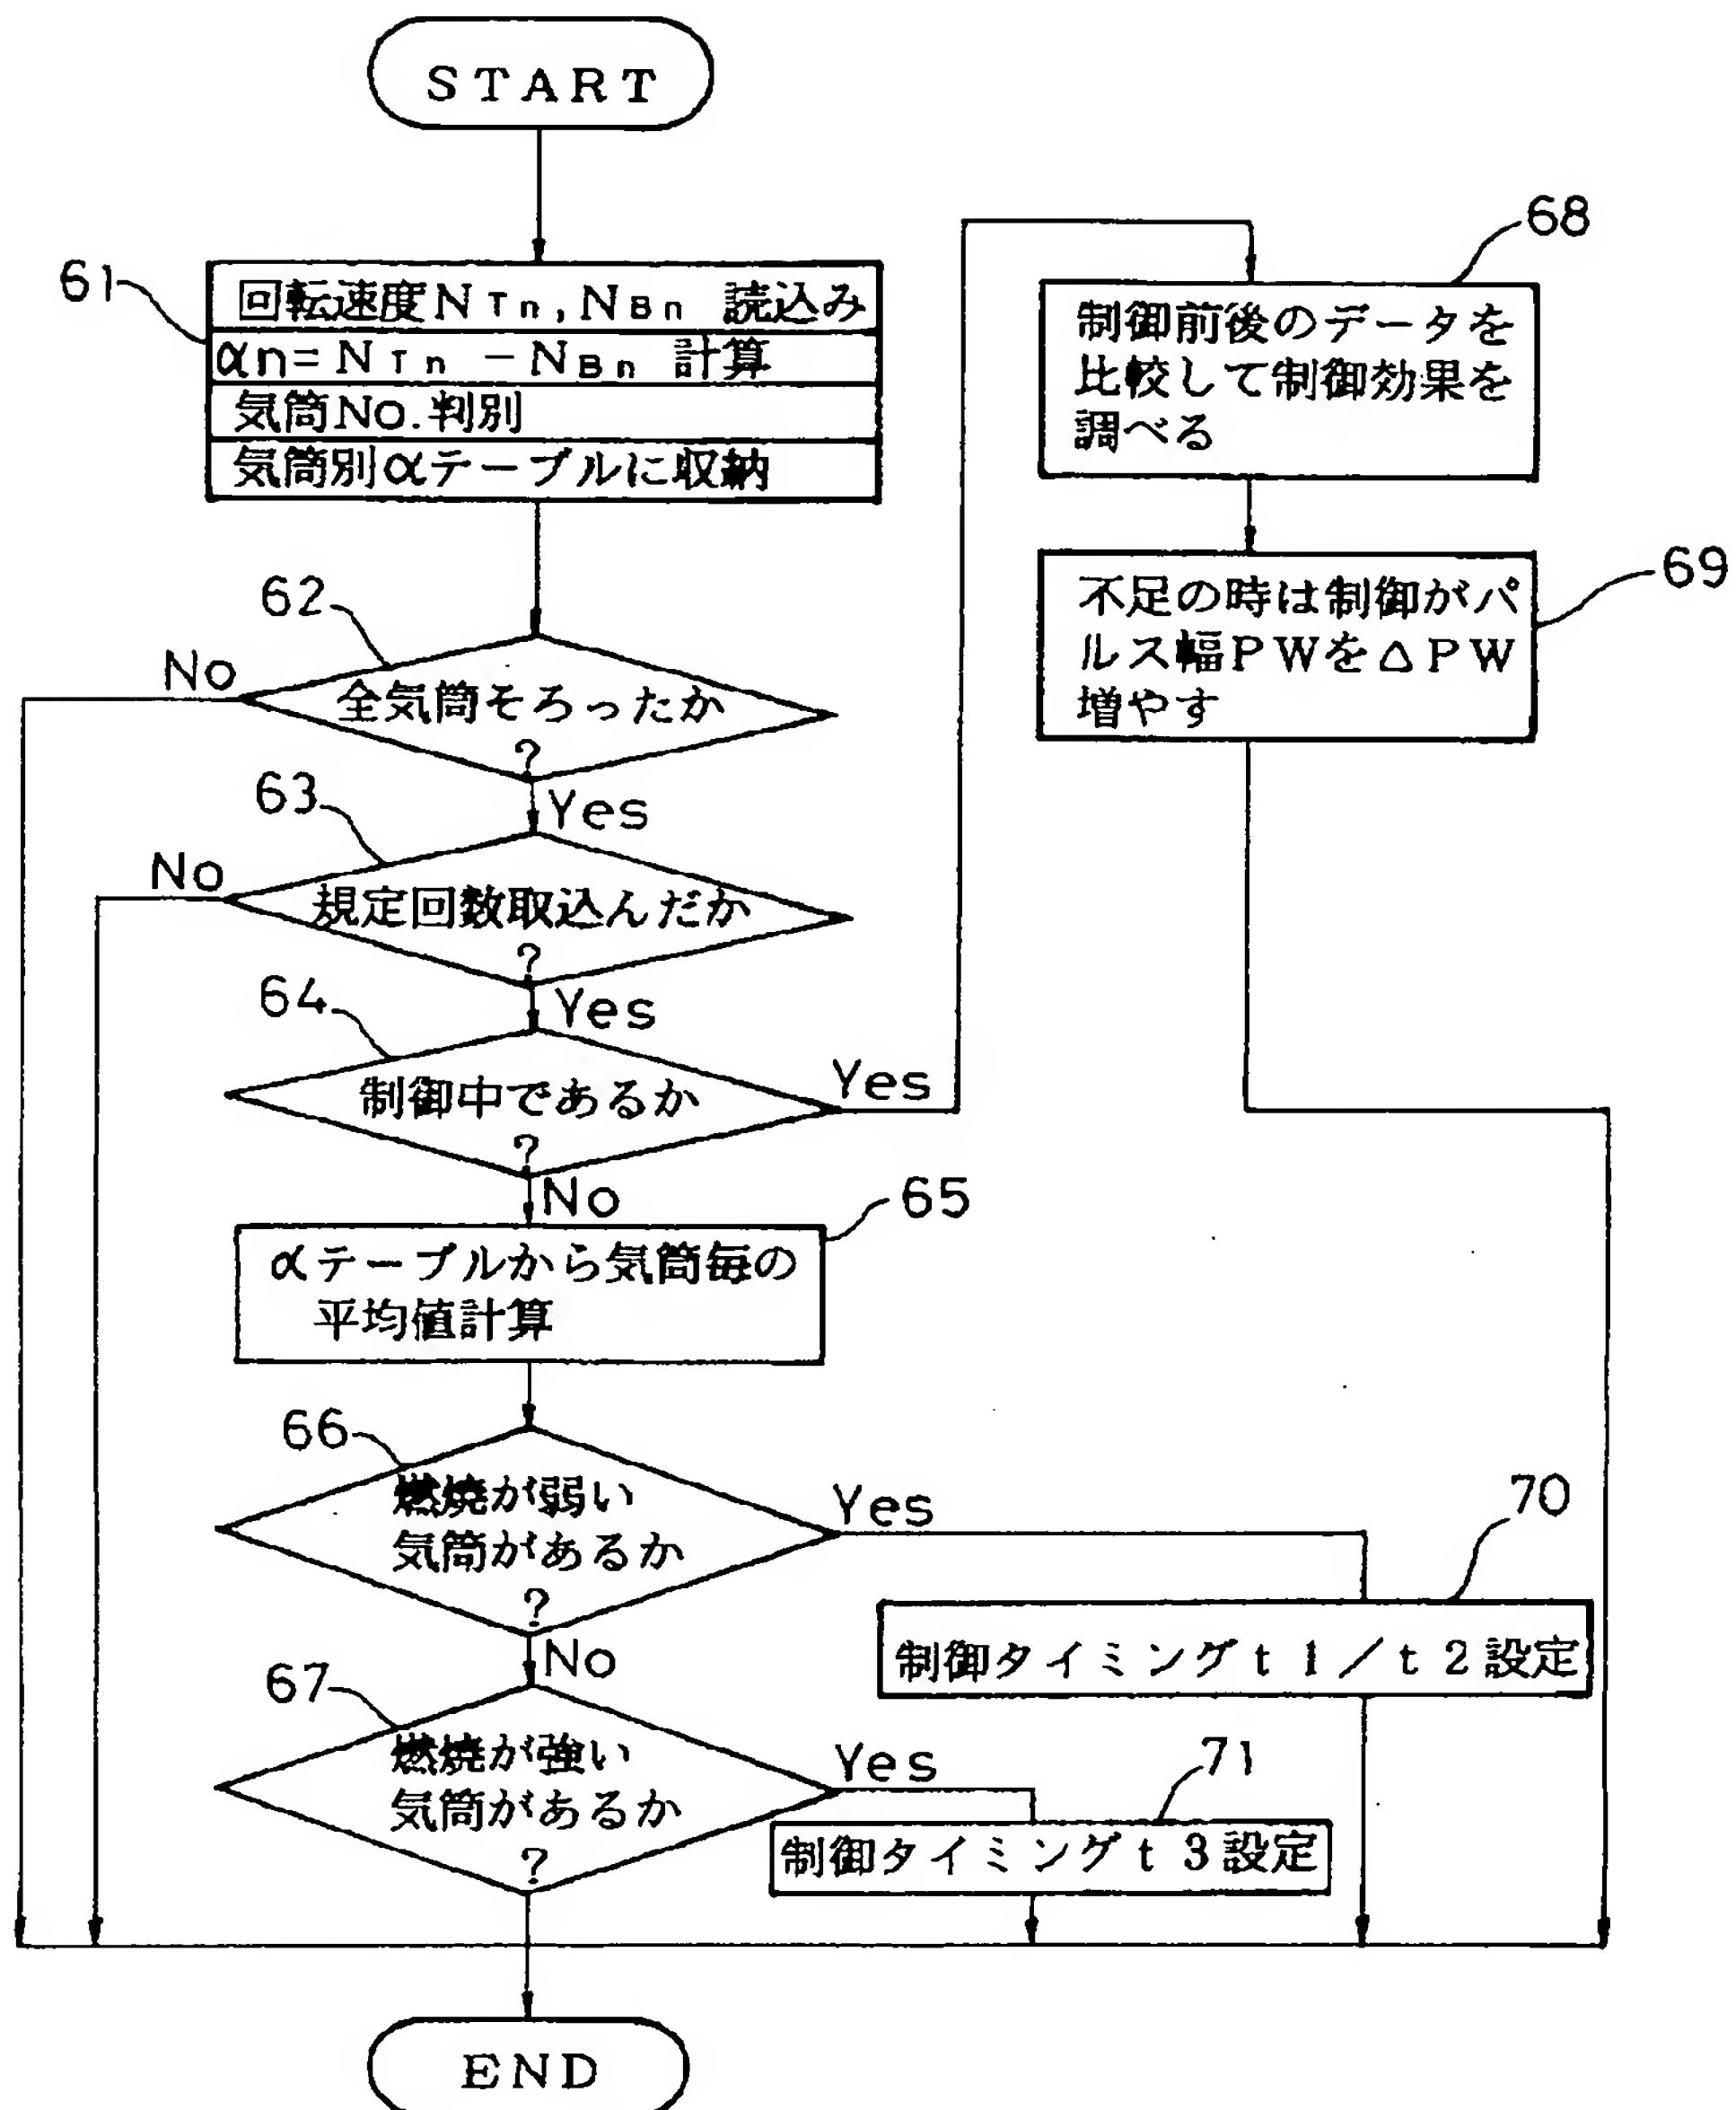 START
61
回転速度NTn,NBn 読込み
αn=NTn −NBn 計算
気筒No.判別
気筒別αテーブルに収納
62
No
全気筒そろったか
?
Yes
63
No
規定回数取込んだか
?
Yes
64
制御中であるか
?
Yes
No
68
制御前後のデータを
比較して制御効果を
調べる
69
不足の時は制御がパ
ルス幅PWを△PW
増やす
65
αテーブルから気筒毎の
平均値計算
66
燃焼が弱い
気筒があるか
?
Yes
No
70
制御タイミングt1/t2設定
67
燃焼が強い
気筒があるか
?
Yes
71
制御タイミングt3設定
END